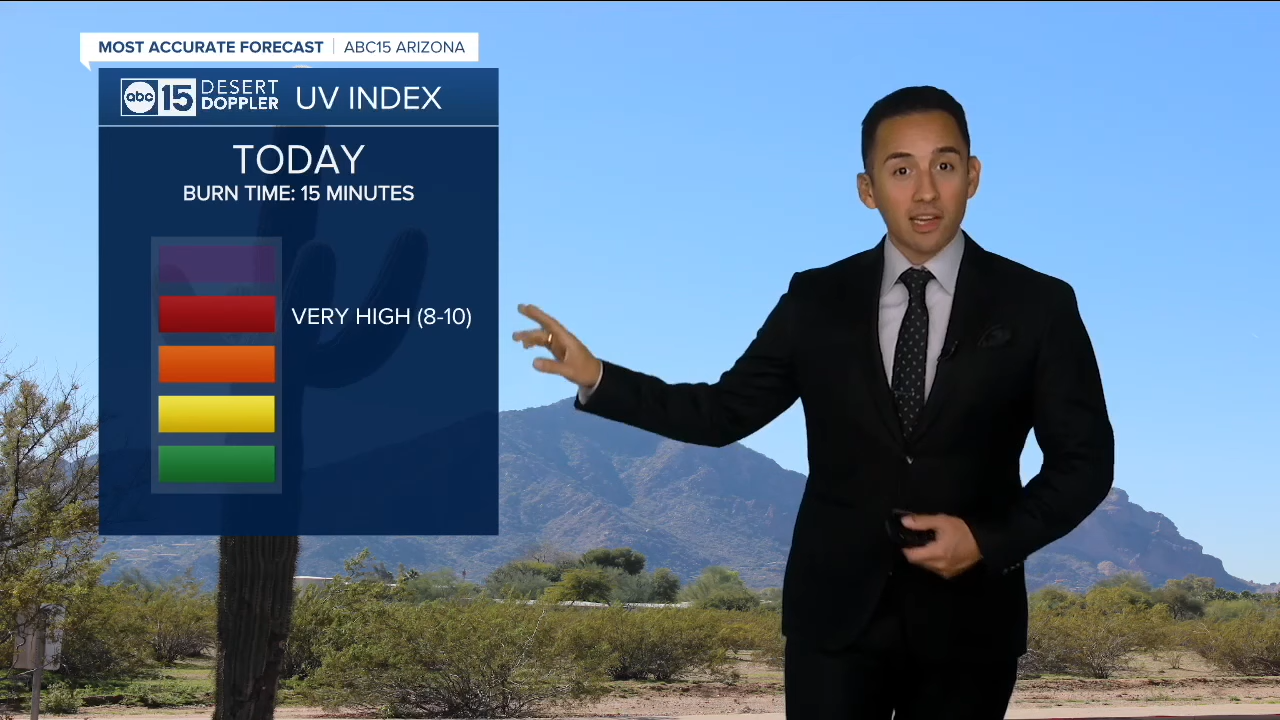 MOST ACCURATE FORECAST | ABC15 ARIZONA
abc 15 DESERT DOPPLER UV INDEX
TODAY
BURN TIME: 15 MINUTES
VERY HIGH (8-10)